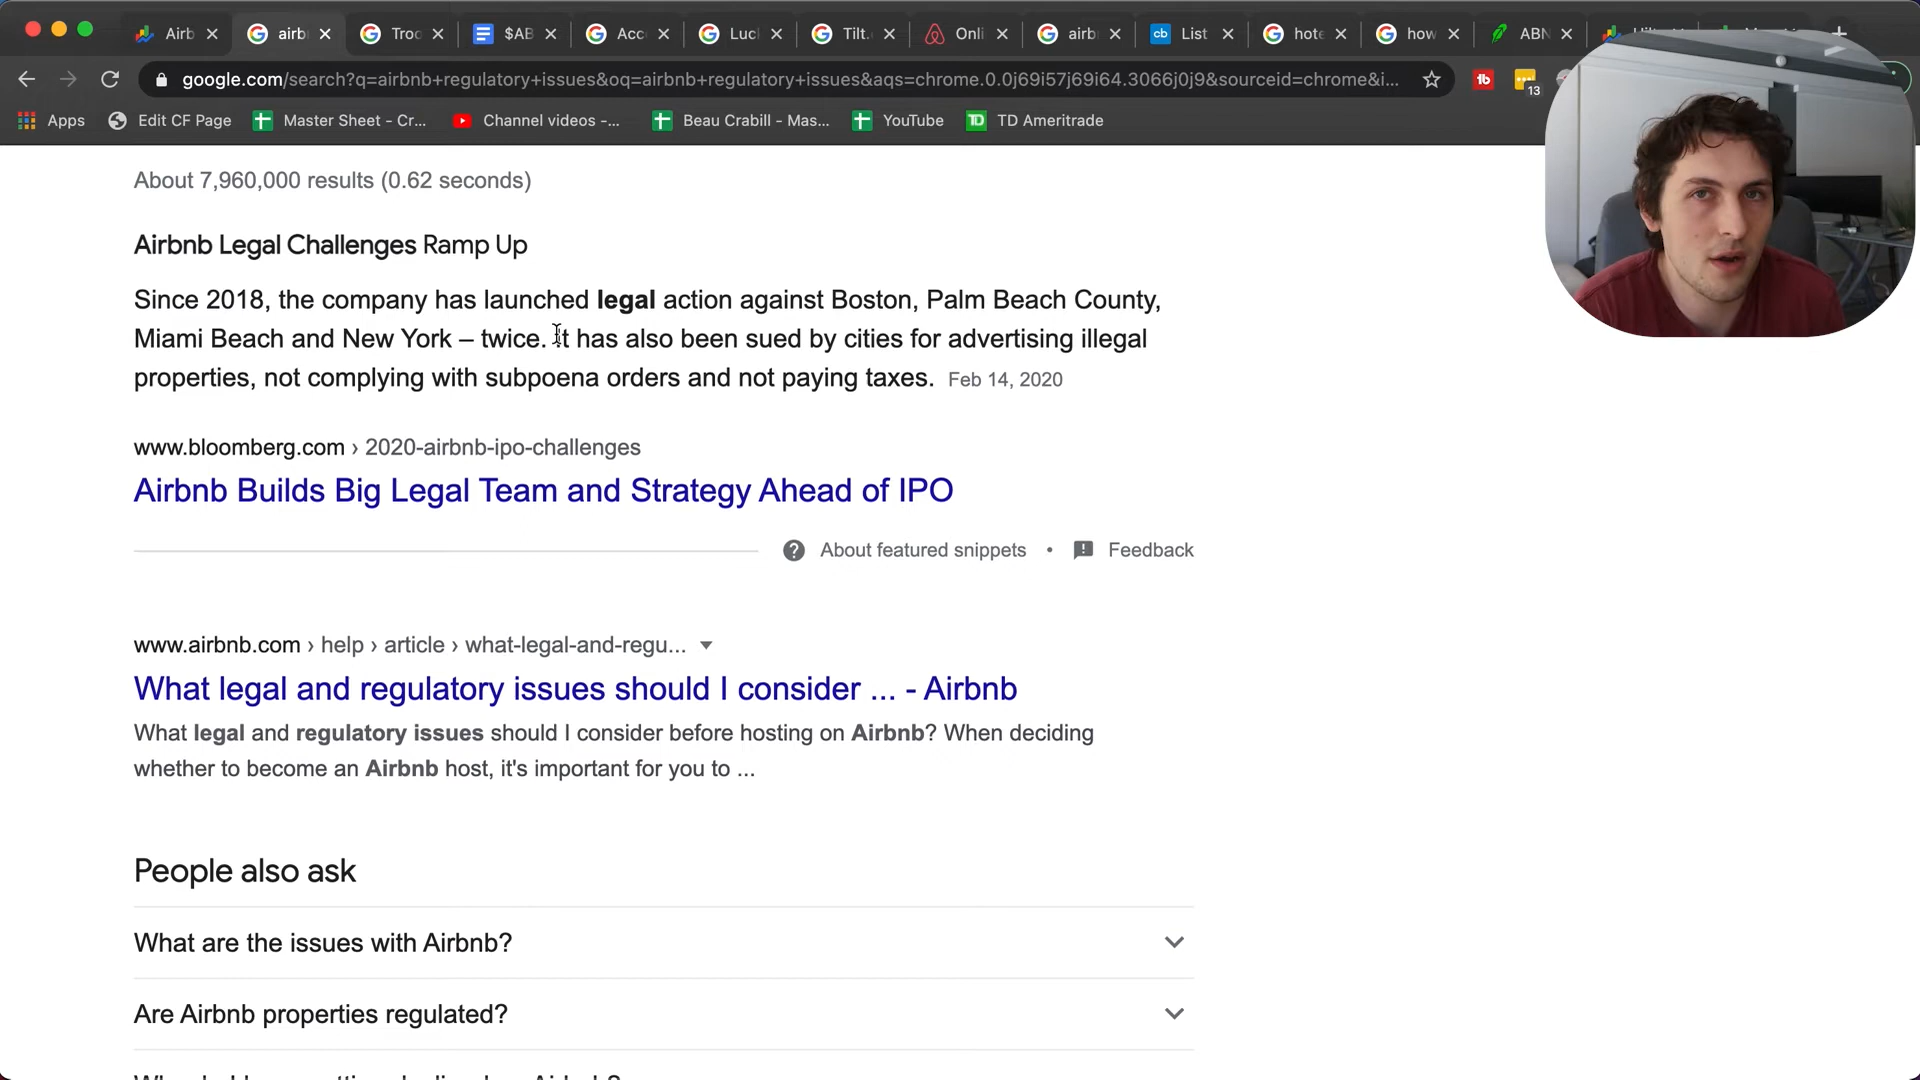 Airb
airb
Troo
$AB
Acc
Luc
Tilt.
Onli
airb
cb
List
hote
how
ABN
google.com/search?q=airbnb+regulatory+issues&oq=airbnb+regulatory+issues&aqs=chrome.0.0j69i57j69i64.3066j0j9&sourceid=chrome&i...
tb
13
Apps
Edit CF Page
Master Sheet - Cr...
Channel videos -...
Beau Crabill - Mas...
YouTube
TD
TD Ameritrade
About 7,960,000 results (0.62 seconds)
Airbnb Legal Challenges Ramp Up
Since 2018, the company has launched legal action against Boston, Palm Beach County,
Miami Beach and New York – twice. It has also been sued by cities for advertising illegal
properties, not complying with subpoena orders and not paying taxes. Feb 14, 2020
www.bloomberg.com › 2020-airbnb-ipo-challenges
Airbnb Builds Big Legal Team and Strategy Ahead of IPO
About featured snippets • Feedback
www.airbnb.com › help › article › what-legal-and-regu...
What legal and regulatory issues should I consider ... - Airbnb
What legal and regulatory issues should I consider before hosting on Airbnb? When deciding
whether to become an Airbnb host, it's important for you to ...
People also ask
What are the issues with Airbnb?
Are Airbnb properties regulated?